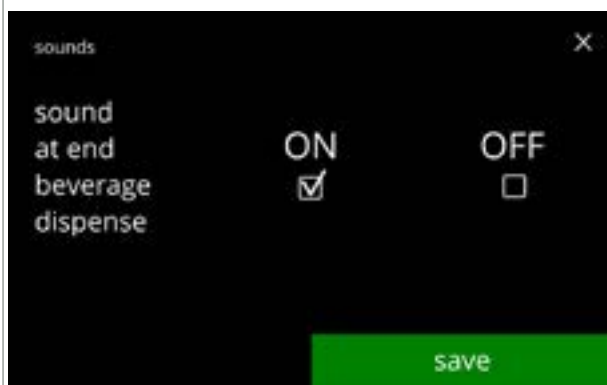 sounds
sound
at end
beverage
dispense
ON
OFF
save